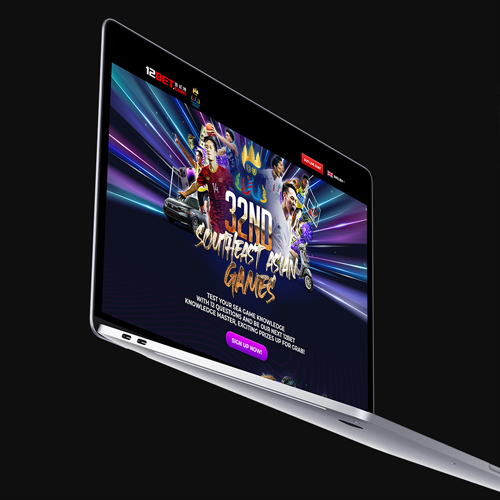 12BET
32ND
SOUTHEAST ASIAN
GAMES
TEST YOUR SEA GAME KNOWLEDGE
WITH 12 QUESTIONS AND BE OUR NEXT 12BET
KNOWLEDGE MASTER, EXCITING PRIZES UP FOR GRAB!
SIGN UP NOW!